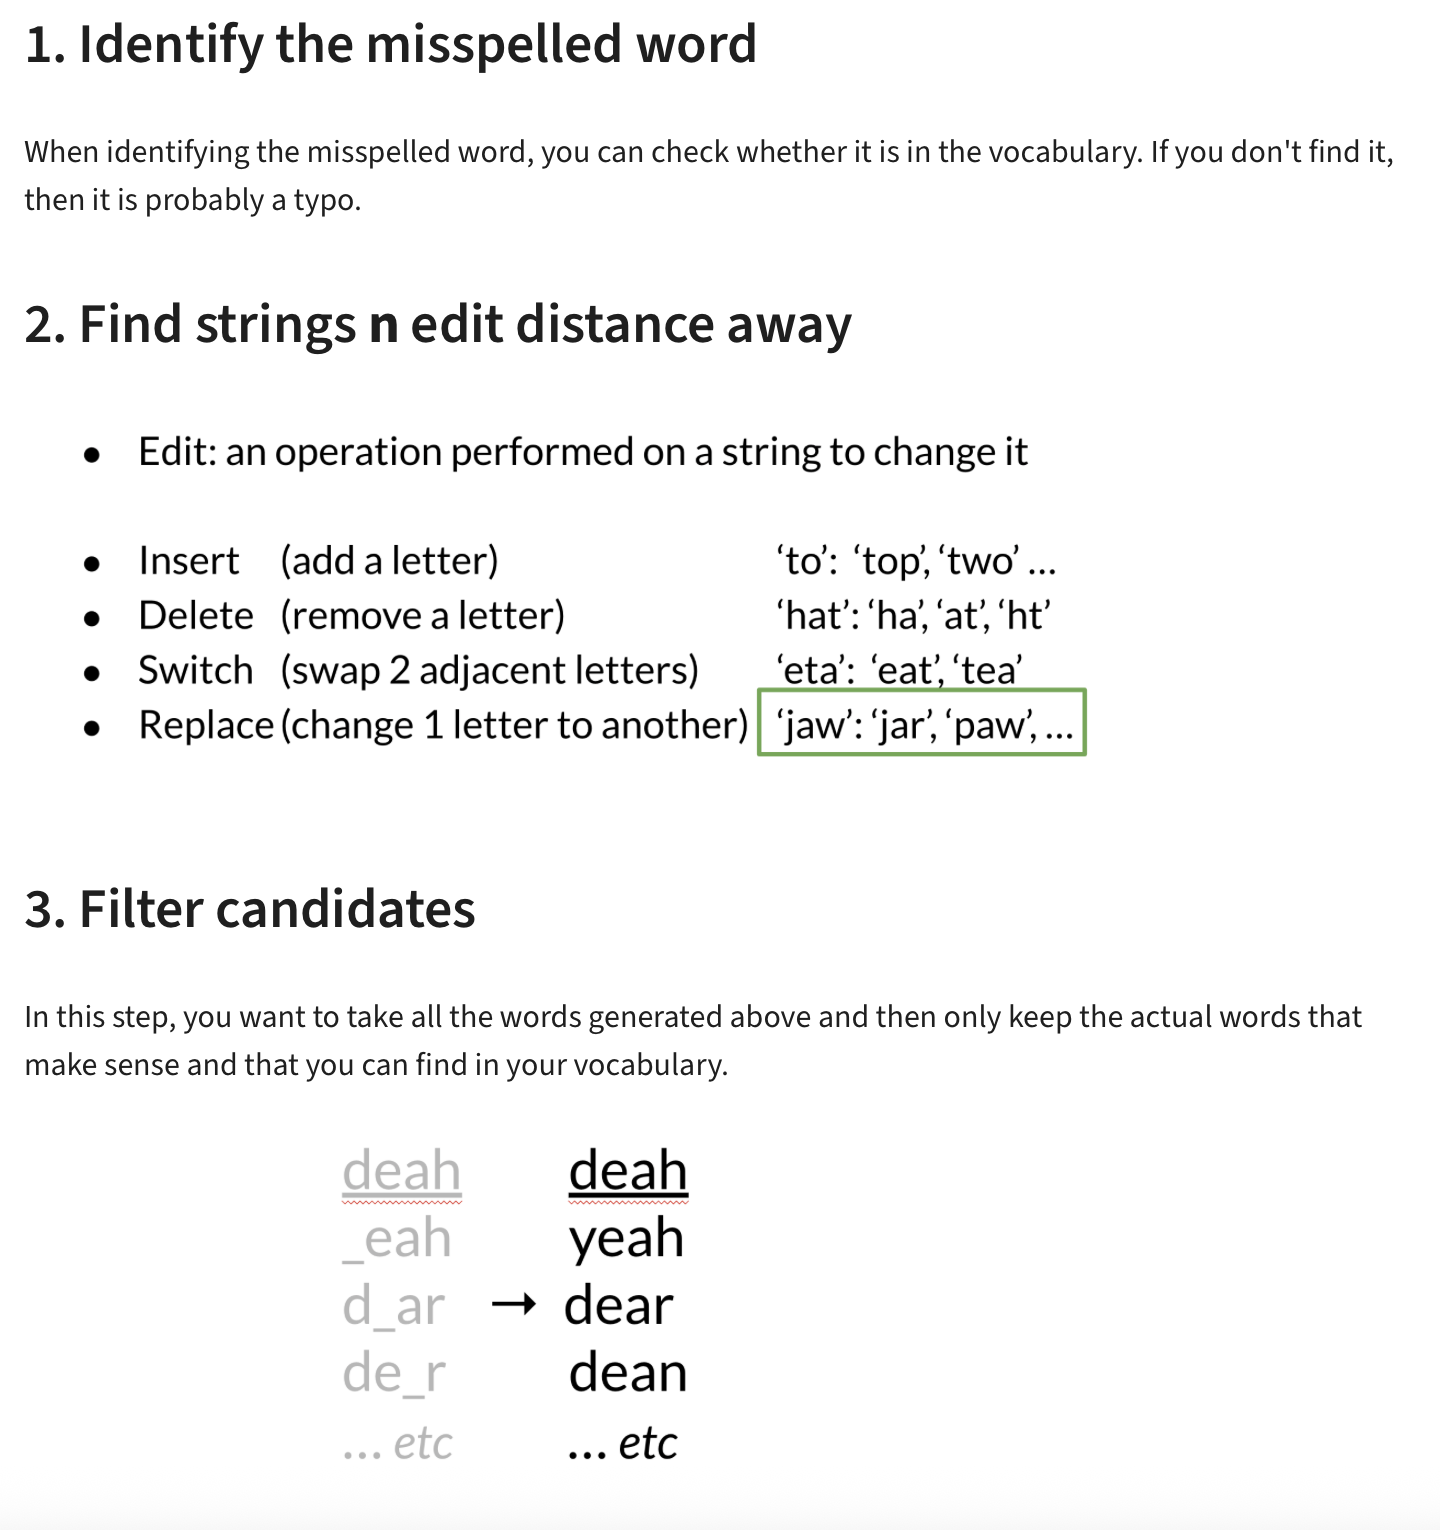 1. Identify the misspelled word
When identifying the misspelled word, you can check whether it is in the vocabulary. If you don't find it,
then it is probably a typo.
2. Find strings n edit distance away
● Edit: an operation performed on a string to change it
● Insert (add a letter) ‘to’: ‘top’, ‘two’ ...
● Delete (remove a letter) ‘hat’: ‘ha’, ‘at’, ‘ht’
● Switch (swap 2 adjacent letters) ‘eta’: ‘eat’, ‘tea’
● Replace (change 1 letter to another) ‘jaw’: ‘jar’, ‘paw’, ...
3. Filter candidates
In this step, you want to take all the words generated above and then only keep the actual words that
make sense and that you can find in your vocabulary.
deah deah
_eah yeah
d_ar → dear
de_r dean
... etc ... etc